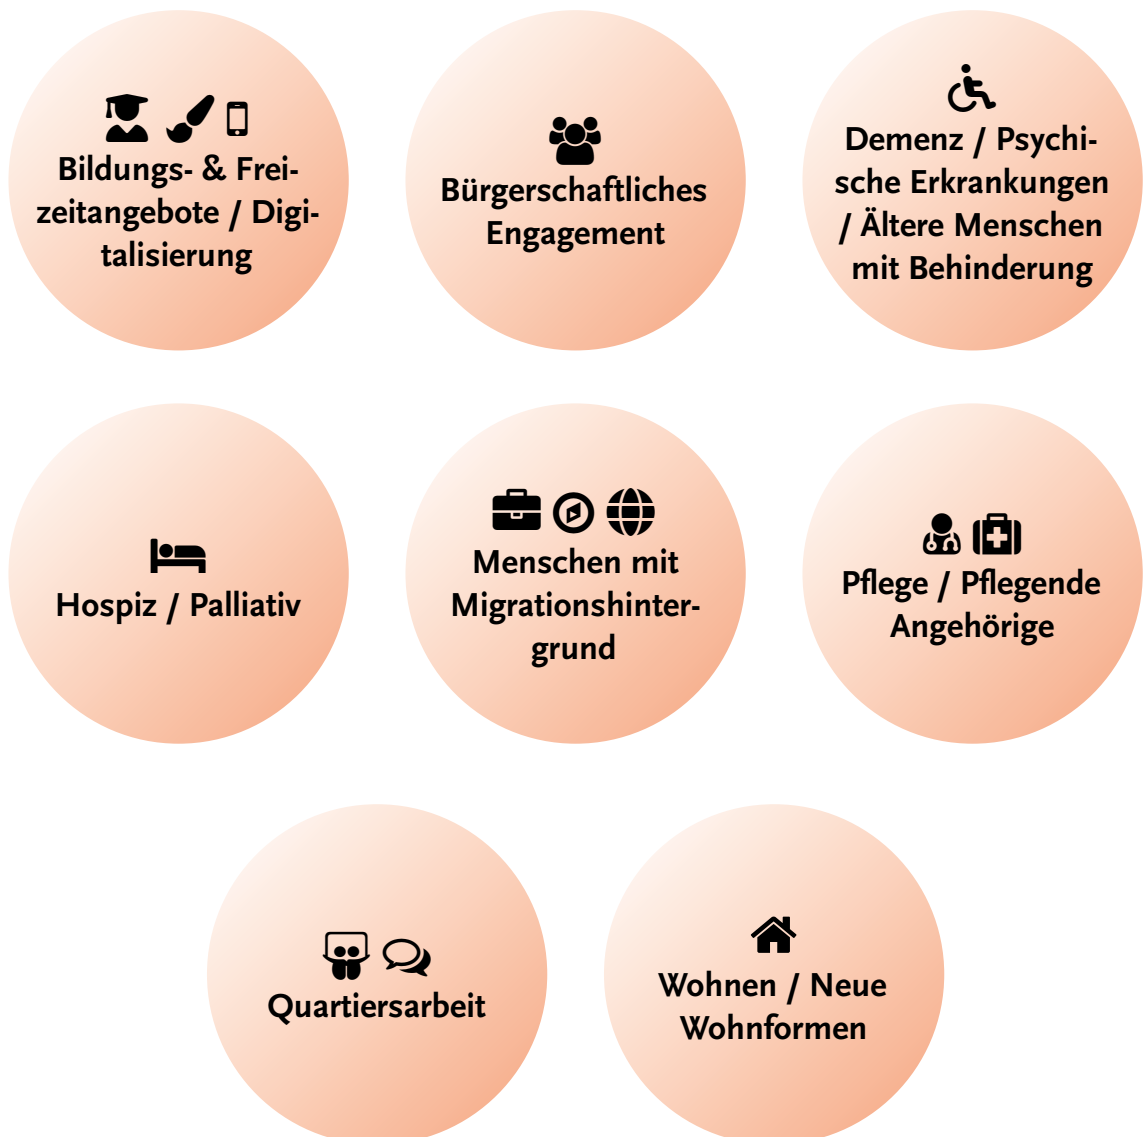 Bildungs- & Frei-
zeitangebote / Digi-
talisierung
Bürgerschaftliches
Engagement
Demenz / Psychi-
sche Erkrankungen
/ Ältere Menschen
mit Behinderung
Hospiz / Palliativ
Menschen mit
Migrationshinter-
grund
Pflege / Pflegende
Angehörige
Quartiersarbeit
Wohnen / Neue
Wohnformen